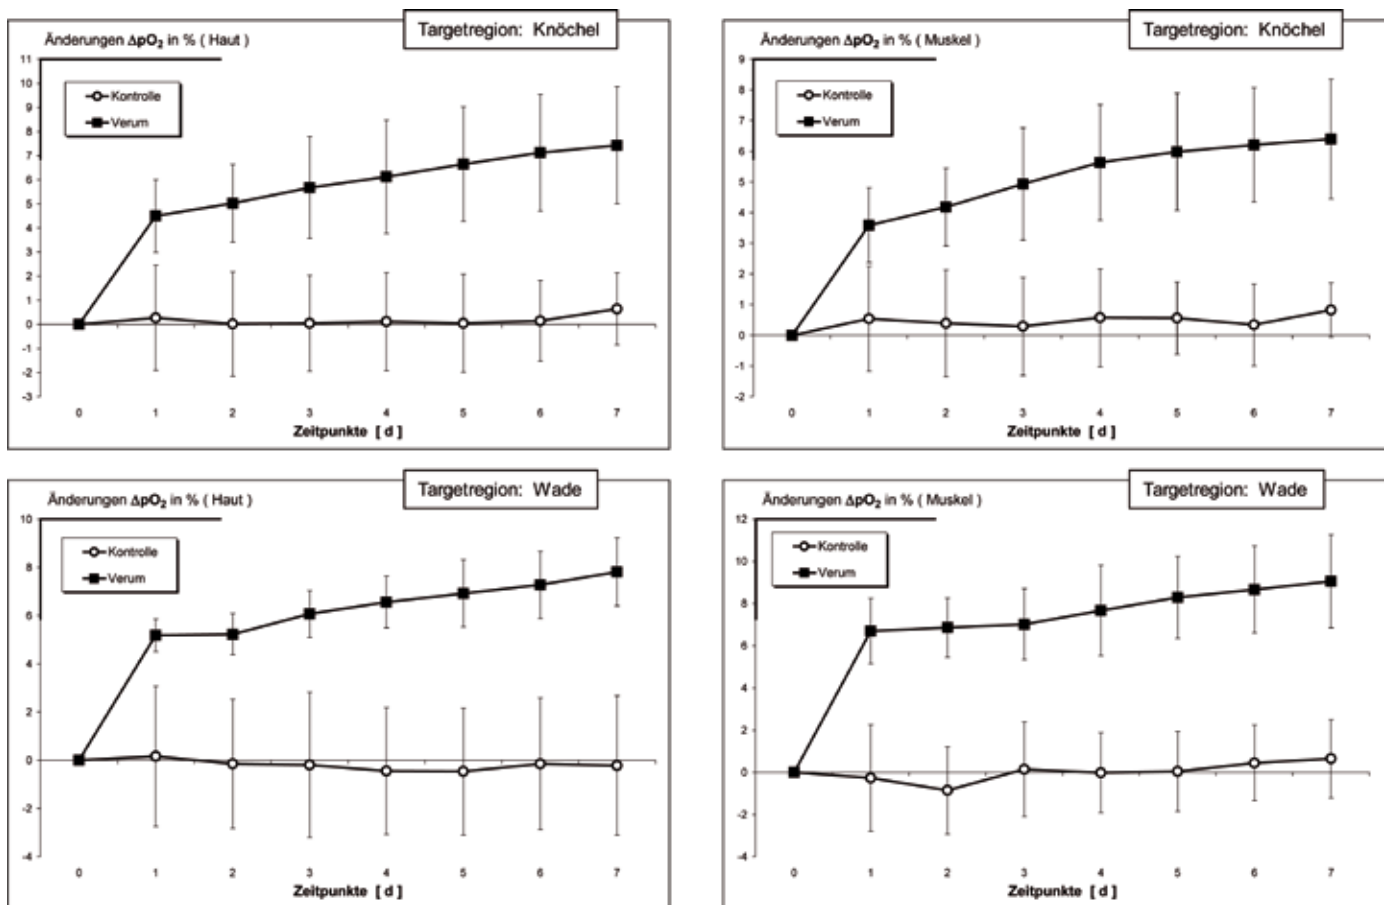 Targetregion: Knöchel
Änderungen ΔpO₂ in % ( Haut )
11
10
9
8
7
6
5
4
3
2
1
0
-1
-2
-3
Kontrolle
Verum
0 1 2 3 4 5 6 7
Zeitpunkte [ d ]
Targetregion: Knöchel
Änderungen ΔpO₂ in % ( Muskel )
9
8
7
6
5
4
3
2
1
0
-1
-2
Kontrolle
Verum
0 1 2 3 4 5 6 7
Zeitpunkte [ d ]
Targetregion: Wade
Änderungen ΔpO₂ in % ( Haut )
10
8
6
4
2
0
-2
-4
Kontrolle
Verum
0 1 2 3 4 5 6 7
Zeitpunkte [ d ]
Targetregion: Wade
Änderungen ΔpO₂ in % ( Muskel )
12
10
8
6
4
2
0
-2
-4
Kontrolle
Verum
0 1 2 3 4 5 6 7
Zeitpunkte [ d ]